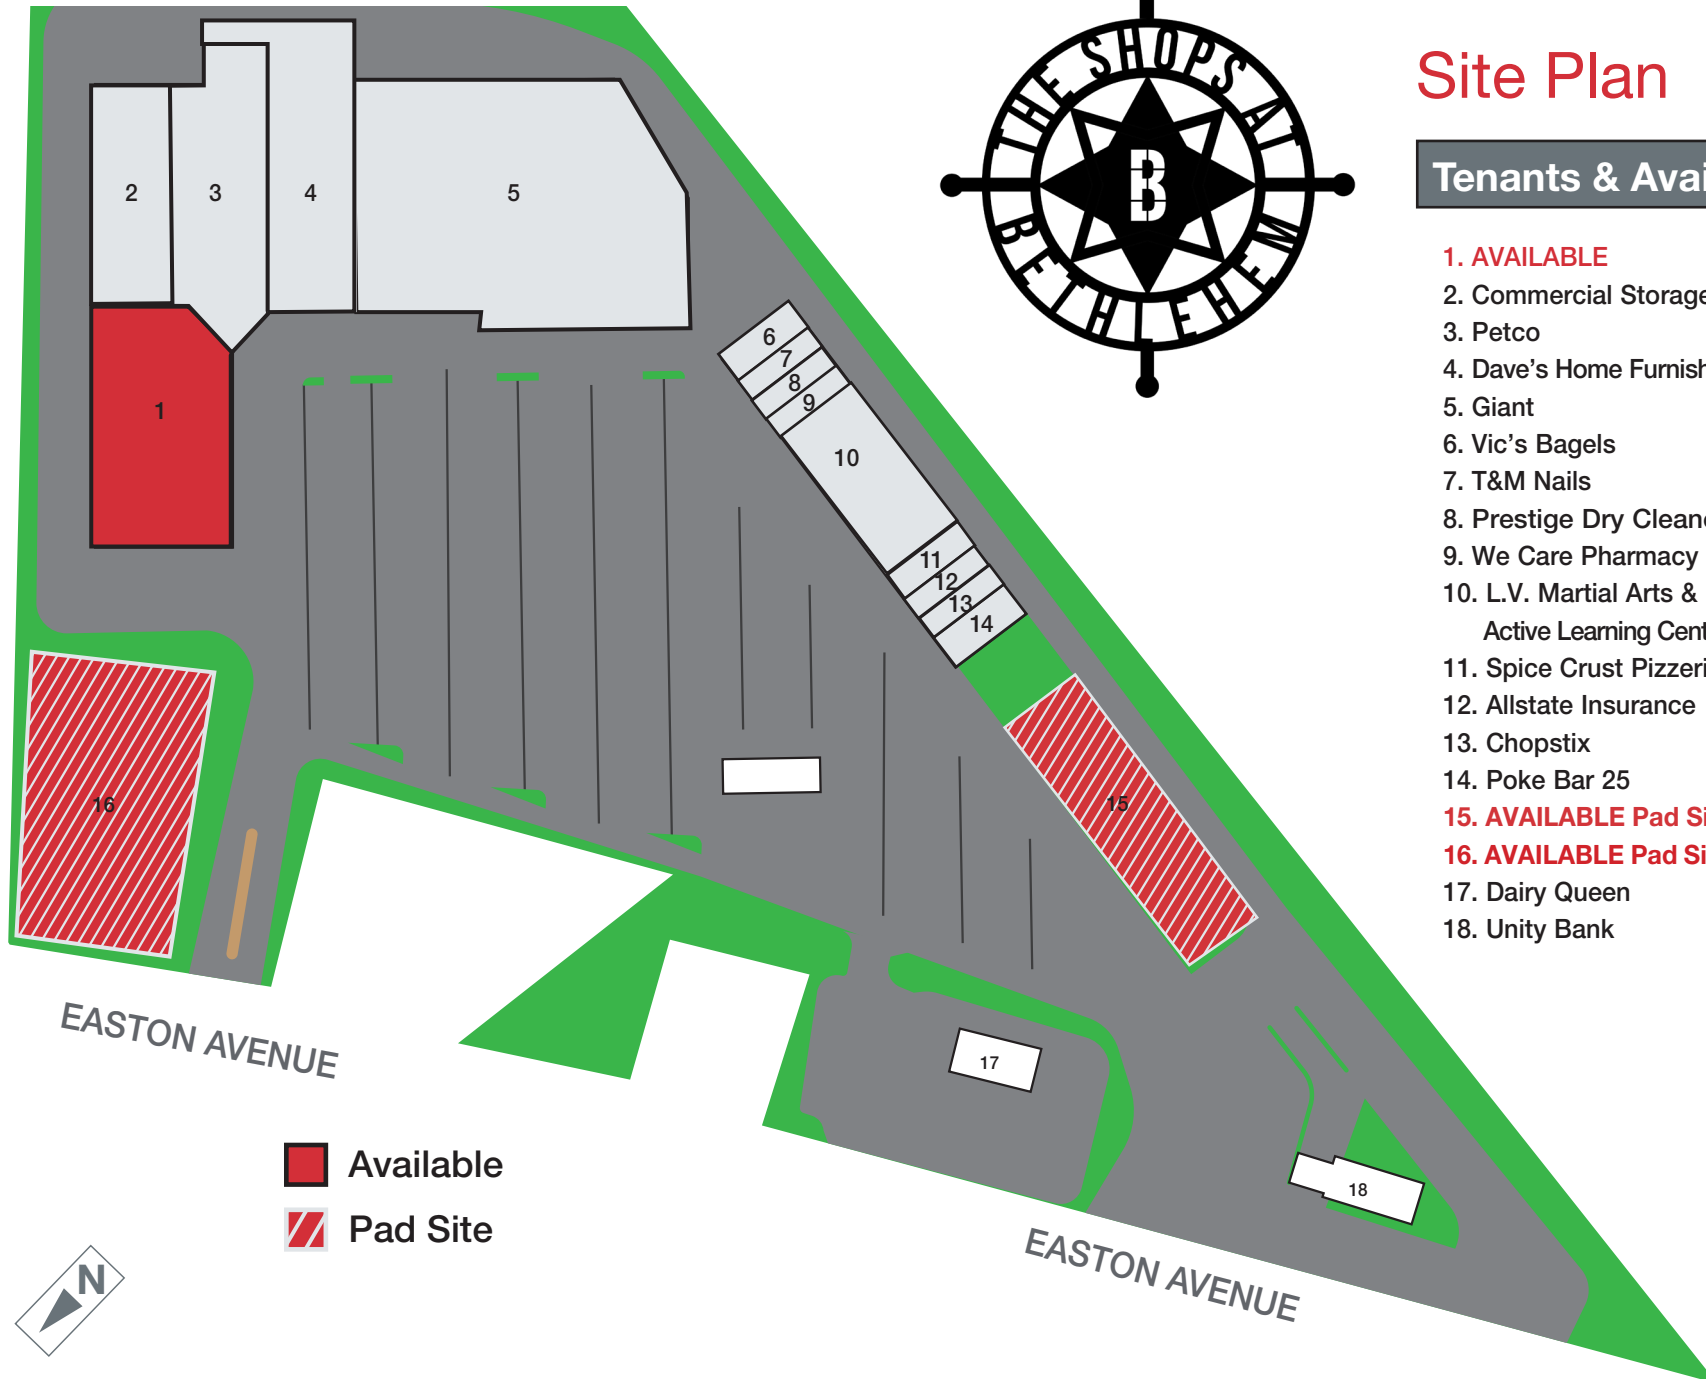 THE SHOPS AT
BETHLEHEM
B
Site Plan
Tenants & Avai
1. AVAILABLE
2. Commercial Storage
3. Petco
4. Dave's Home Furnish
5. Giant
6. Vic's Bagels
7. T&M Nails
8. Prestige Dry Cleane
9. We Care Pharmacy
10. L.V. Martial Arts &
Active Learning Cent
11. Spice Crust Pizzeri
12. Allstate Insurance
13. Chopstix
14. Poke Bar 25
15. AVAILABLE Pad Si
16. AVAILABLE Pad Si
17. Dairy Queen
18. Unity Bank
2
3
4
5
1
6
7
8
9
10
11
12
13
14
15
16
17
18
EASTON AVENUE
EASTON AVENUE
Available
Pad Site
N